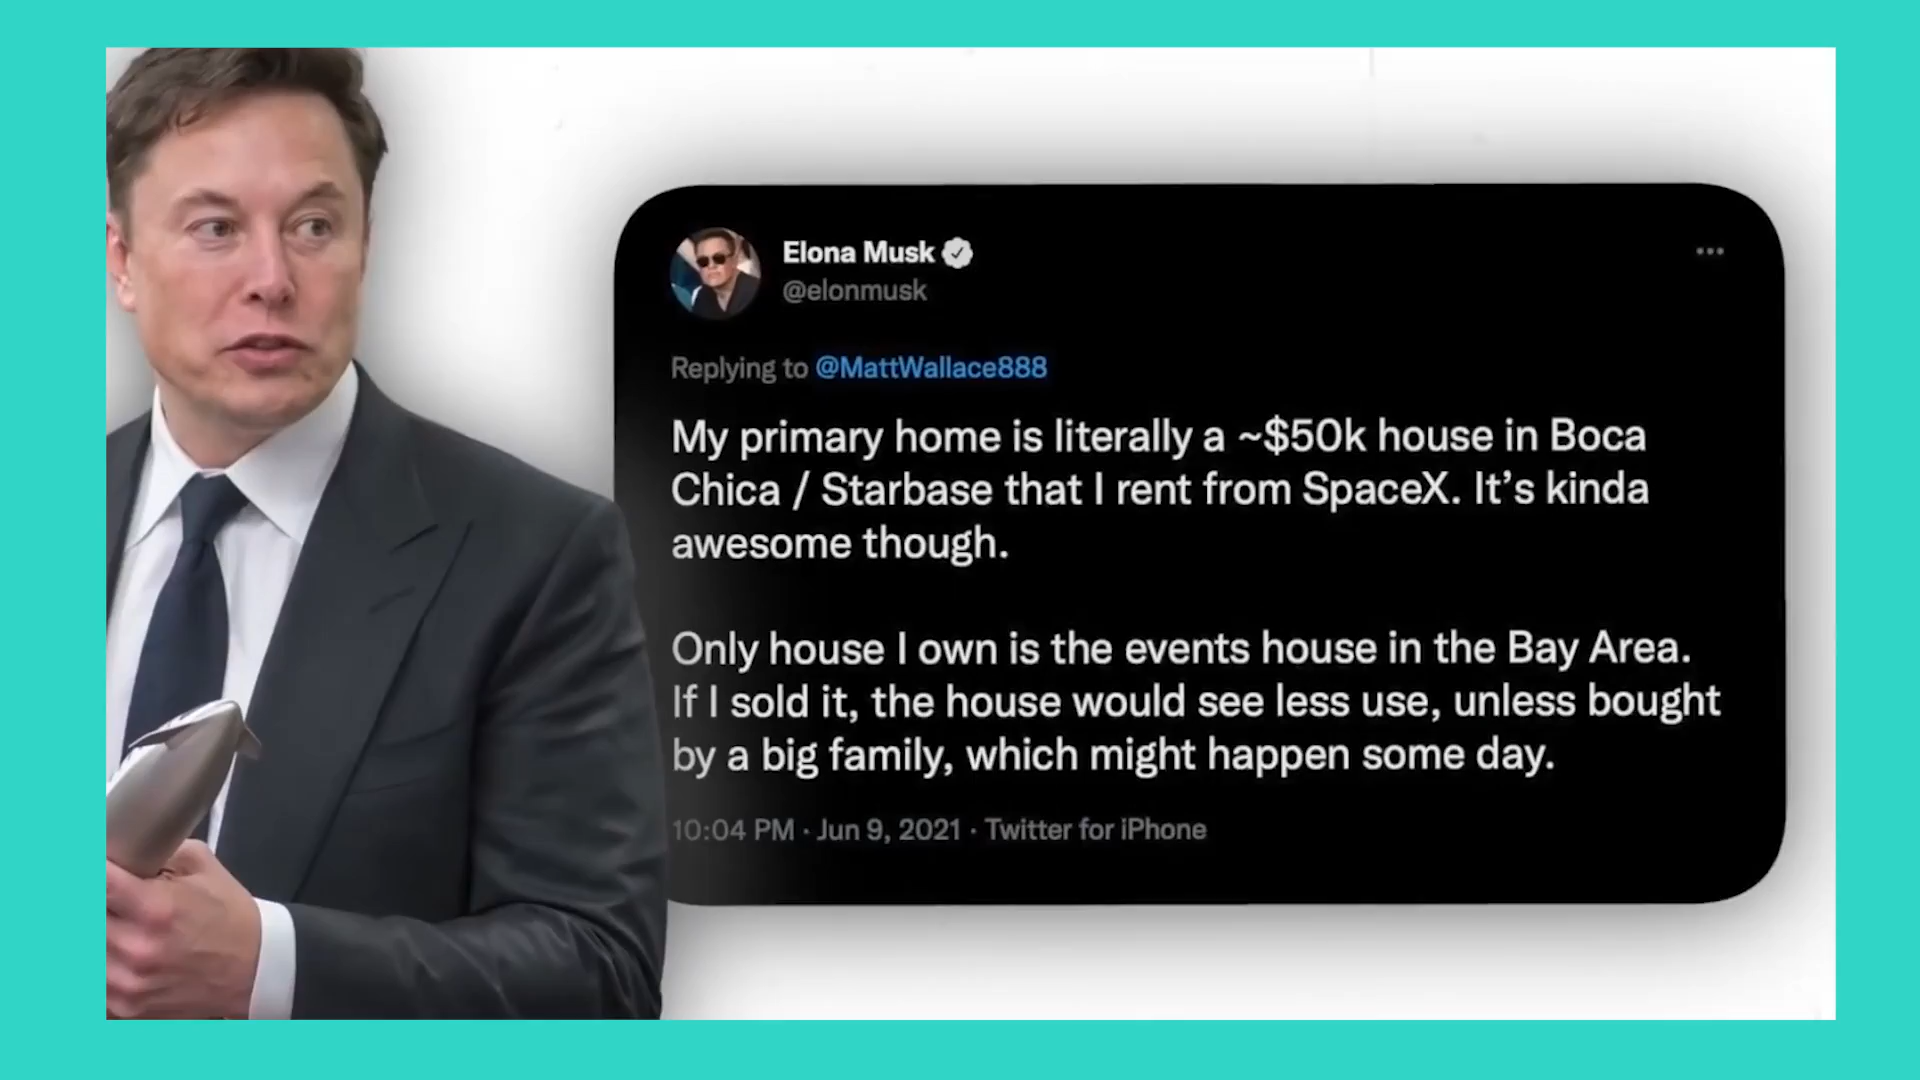 Elona Musk
@elonmusk
Replying to @MattWallace888
My primary home is literally a ~$50k house in Boca
Chica / Starbase that I rent from SpaceX. It’s kinda
awesome though.
Only house I own is the events house in the Bay Area.
If I sold it, the house would see less use, unless bought
by a big family, which might happen some day.
10:04 PM · Jun 9, 2021 · Twitter for iPhone